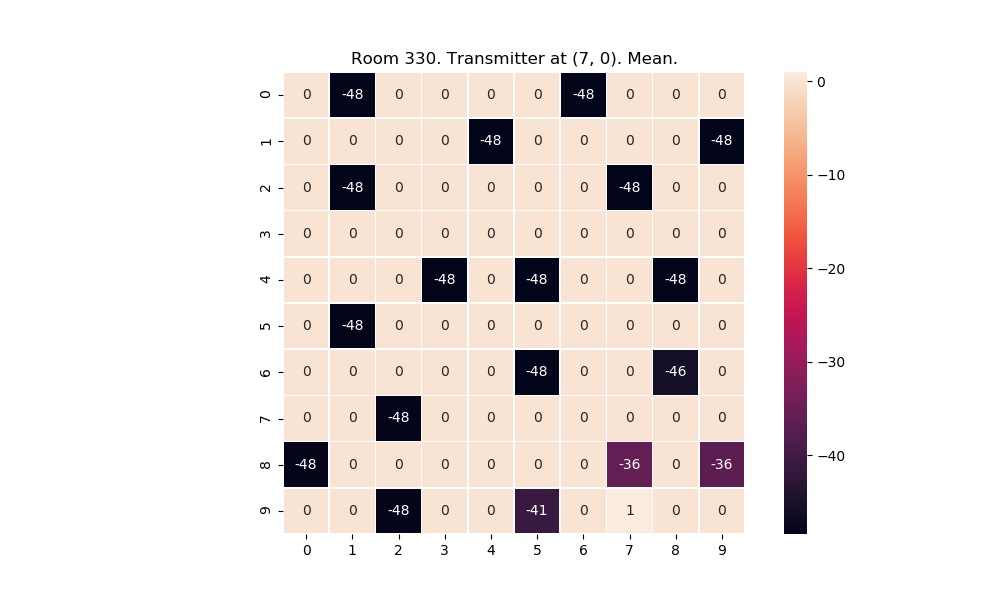 Room 330. Transmitter at (7, 0). Mean.
0 0 -48 0 0 0 0 -48 0 0 0
1 0 0 0 0 -48 0 0 0 0 -48
2 0 -48 0 0 0 0 0 -48 0 0
3 0 0 0 0 0 0 0 0 0 0
4 0 0 0 -48 0 -48 0 0 -48 0
5 0 -48 0 0 0 0 0 0 0 0
6 0 0 0 0 0 -48 0 0 -46 0
7 0 0 -48 0 0 0 0 0 0 0
8 -48 0 0 0 0 0 0 -36 0 -36
9 0 0 -48 0 0 -41 0 1 0 0
0 1 2 3 4 5 6 7 8 9
0
−10
−20
−30
−40